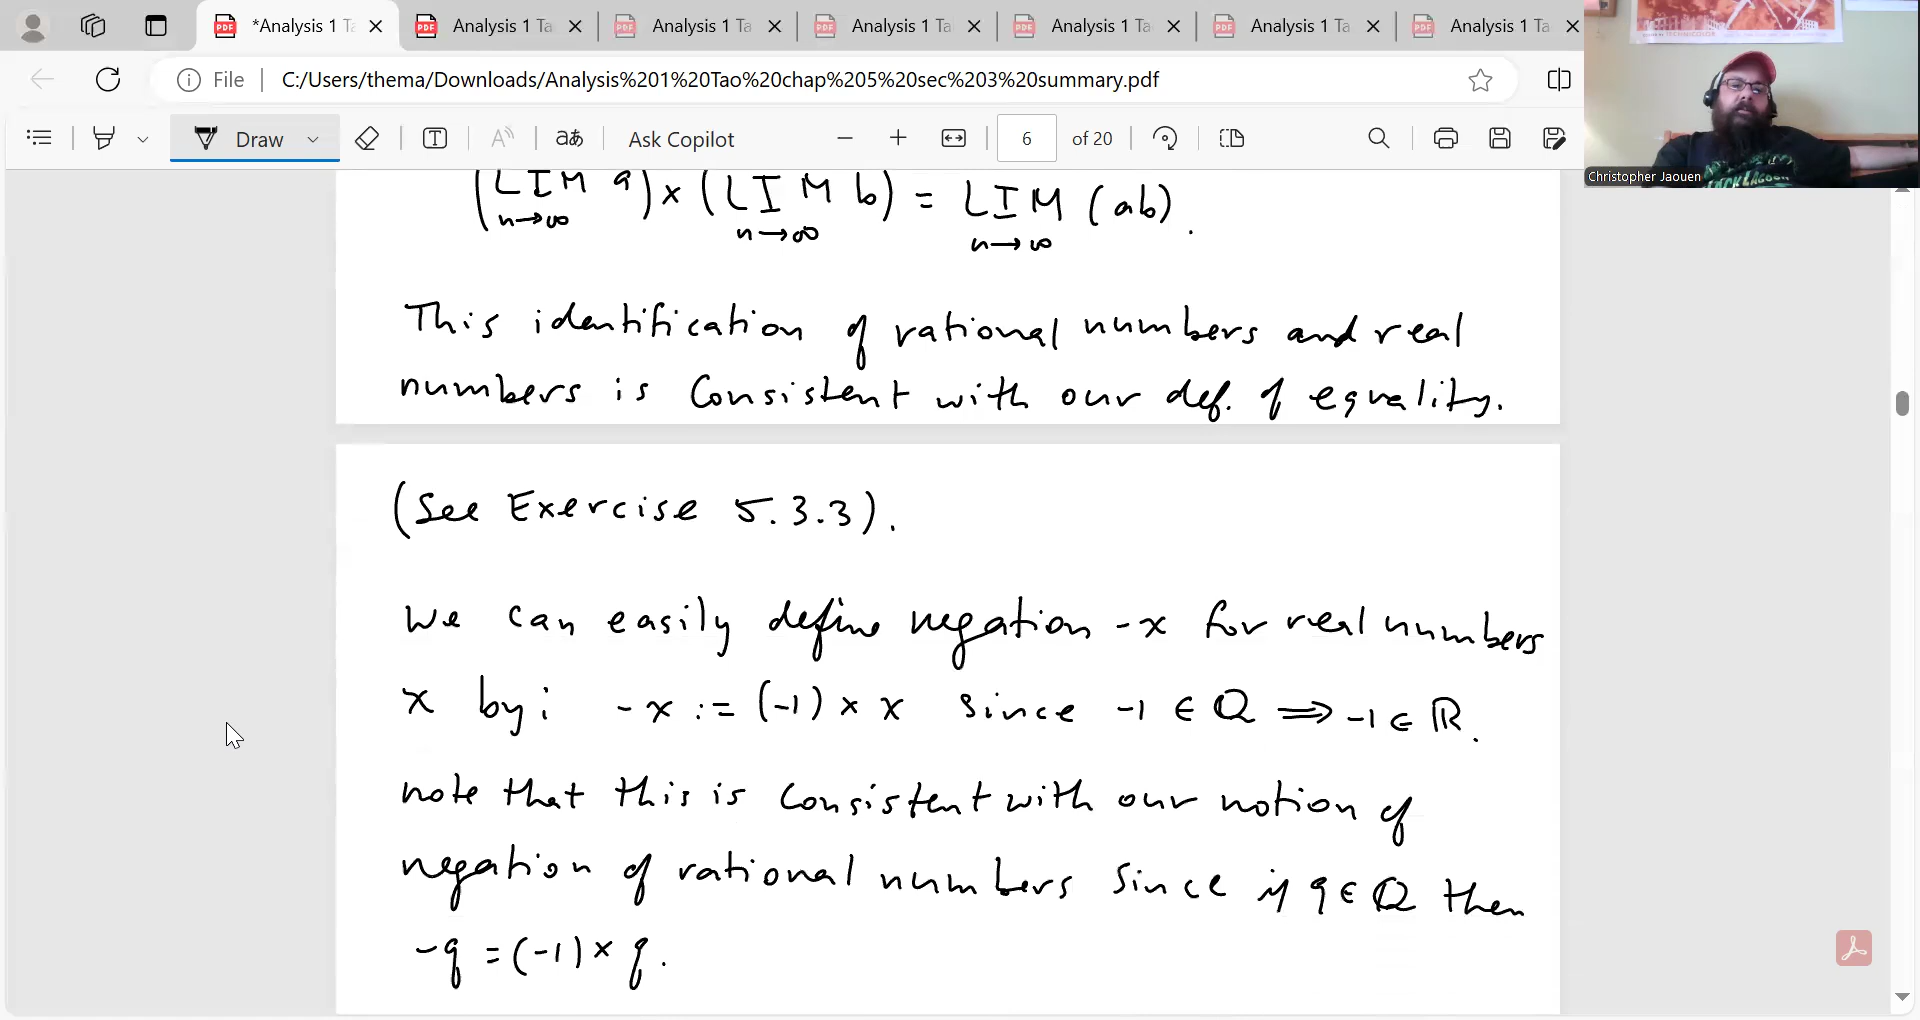 *Analysis 1 Ta
Analysis 1 Ta
Analysis 1 Ta
Analysis 1 Ta
Analysis 1 Ta
Analysis 1 Ta
Analysis 1 Ta
File
C:/Users/thema/Downloads/Analysis%201%20Tao%20chap%205%20sec%203%20summary.pdf
Draw
aあ
Ask Copilot
6 of 20
Christopher Jaouen
(LIM a) × (LIM b) = LIM (ab).
n→∞ n→∞ n→∞
This identification of rational numbers and real
numbers is consistent with our def. of equality.
(See Exercise 5.3.3).
We can easily define negation -x for real numbers
x by: -x := (-1) × x since -1 ∈ Q ⟹ -1 ∈ ℝ.
note that this is consistent with our notion of
negation of rational numbers since if q ∈ Q then
-q = (-1) × q.